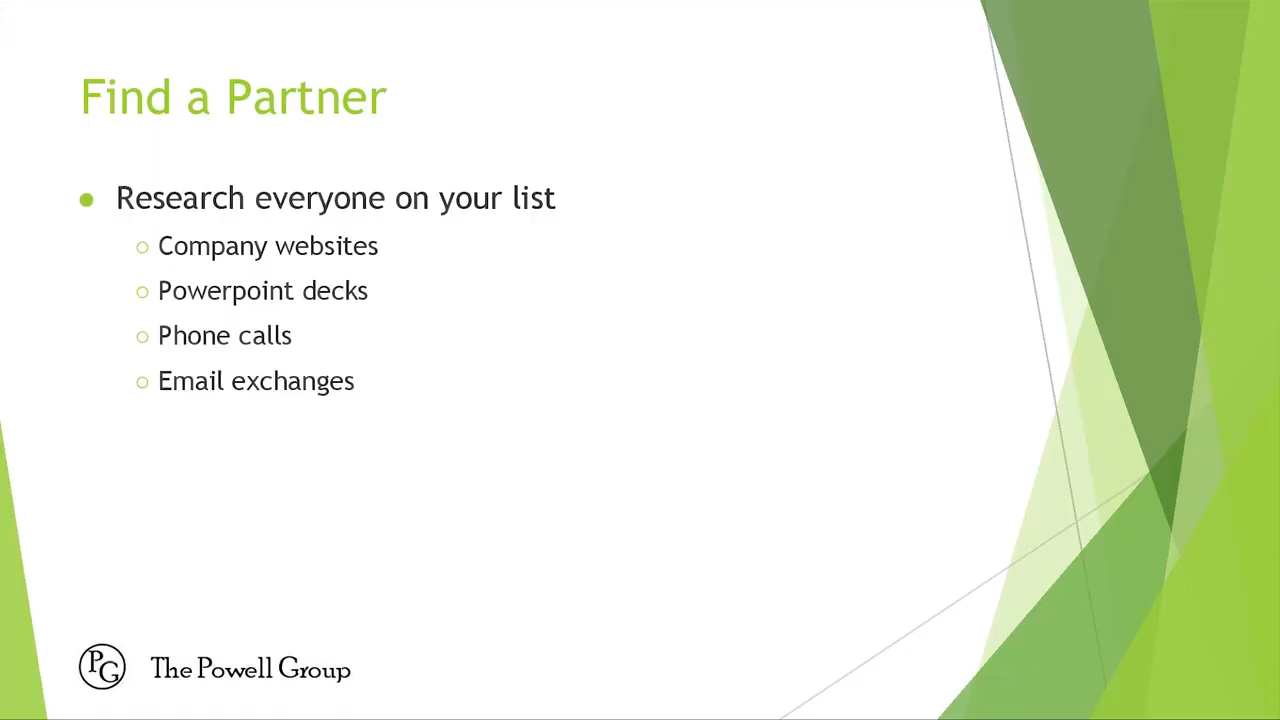 Find a Partner
● Research everyone on your list
○ Company websites
○ Powerpoint decks
○ Phone calls
○ Email exchanges
PG The Powell Group